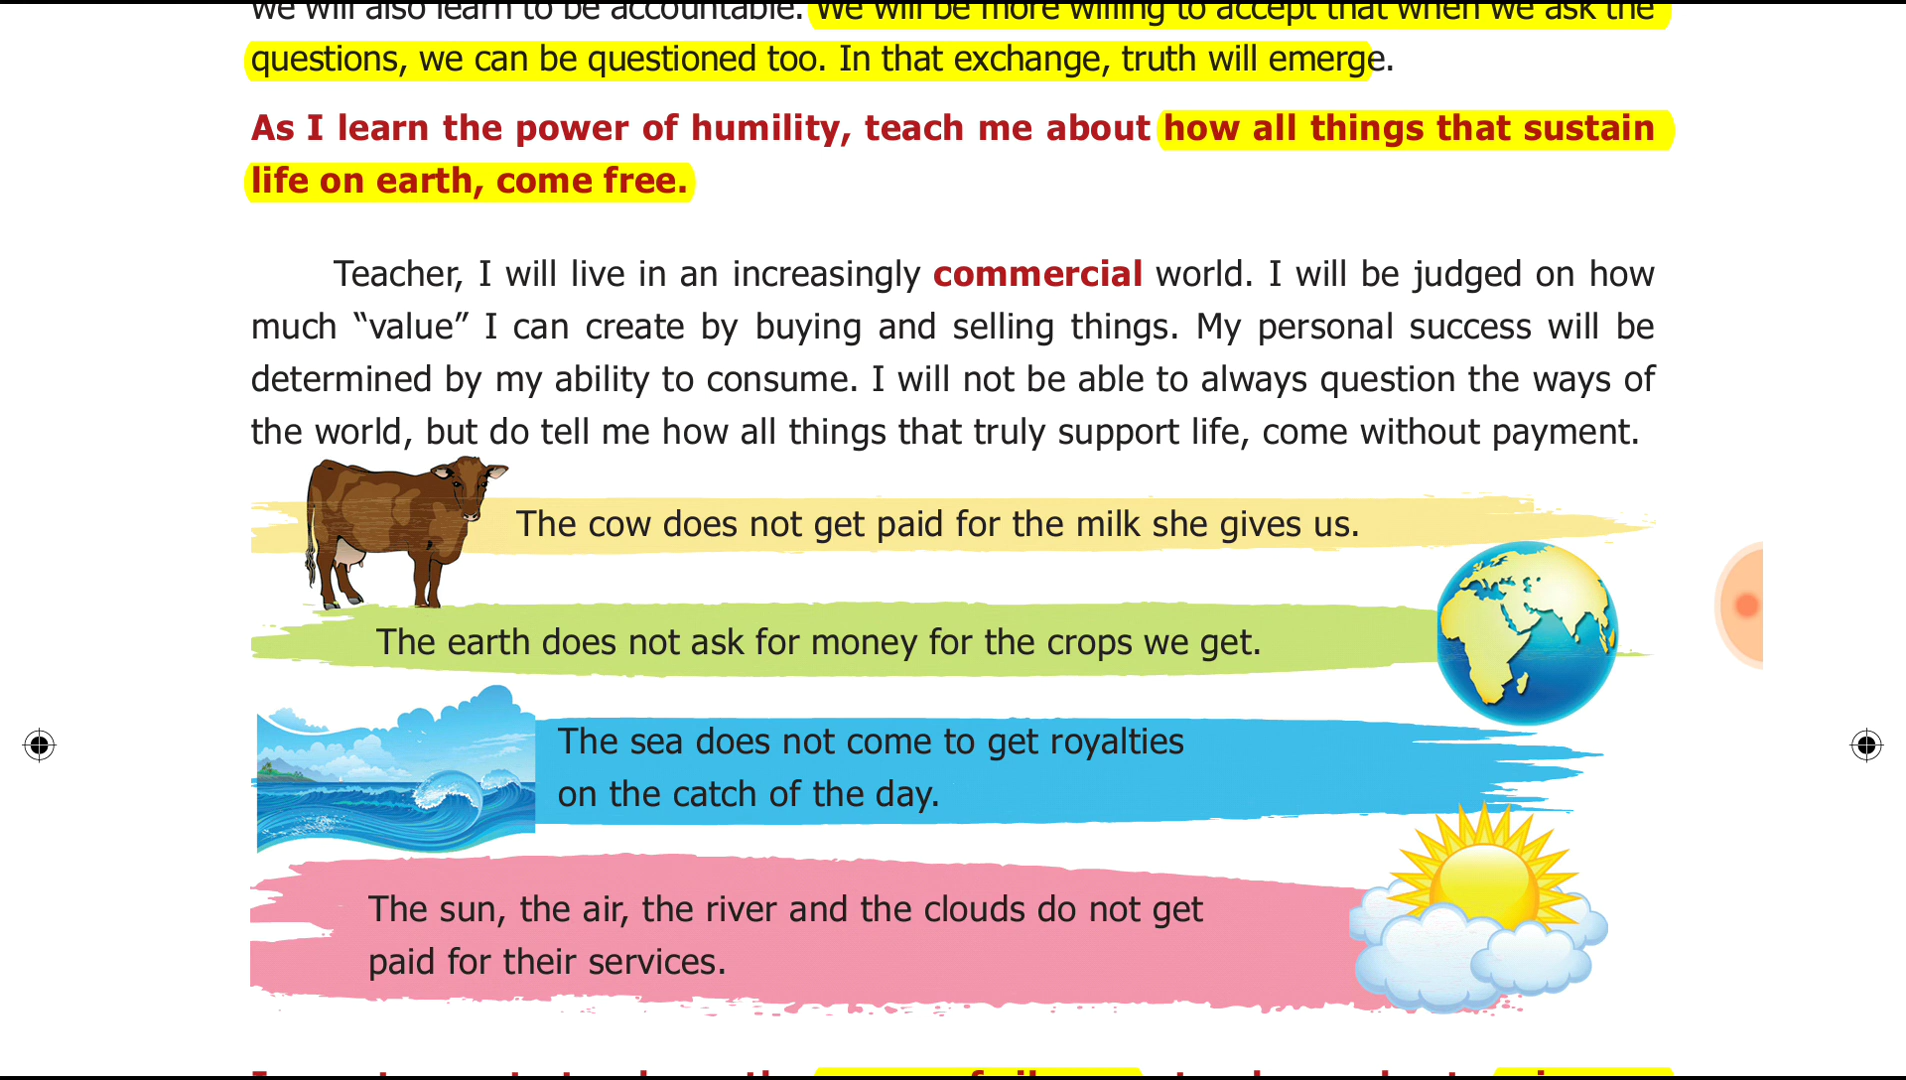 we will also learn to be accountable. We will be more willing to accept that when we ask the
questions, we can be questioned too. In that exchange, truth will emerge.
As I learn the power of humility, teach me about how all things that sustain
life on earth, come free.
Teacher, I will live in an increasingly commercial world. I will be judged on how
much “value” I can create by buying and selling things. My personal success will be
determined by my ability to consume. I will not be able to always question the ways of
the world, but do tell me how all things that truly support life, come without payment.
The cow does not get paid for the milk she gives us.
The earth does not ask for money for the crops we get.
The sea does not come to get royalties
on the catch of the day.
The sun, the air, the river and the clouds do not get
paid for their services.